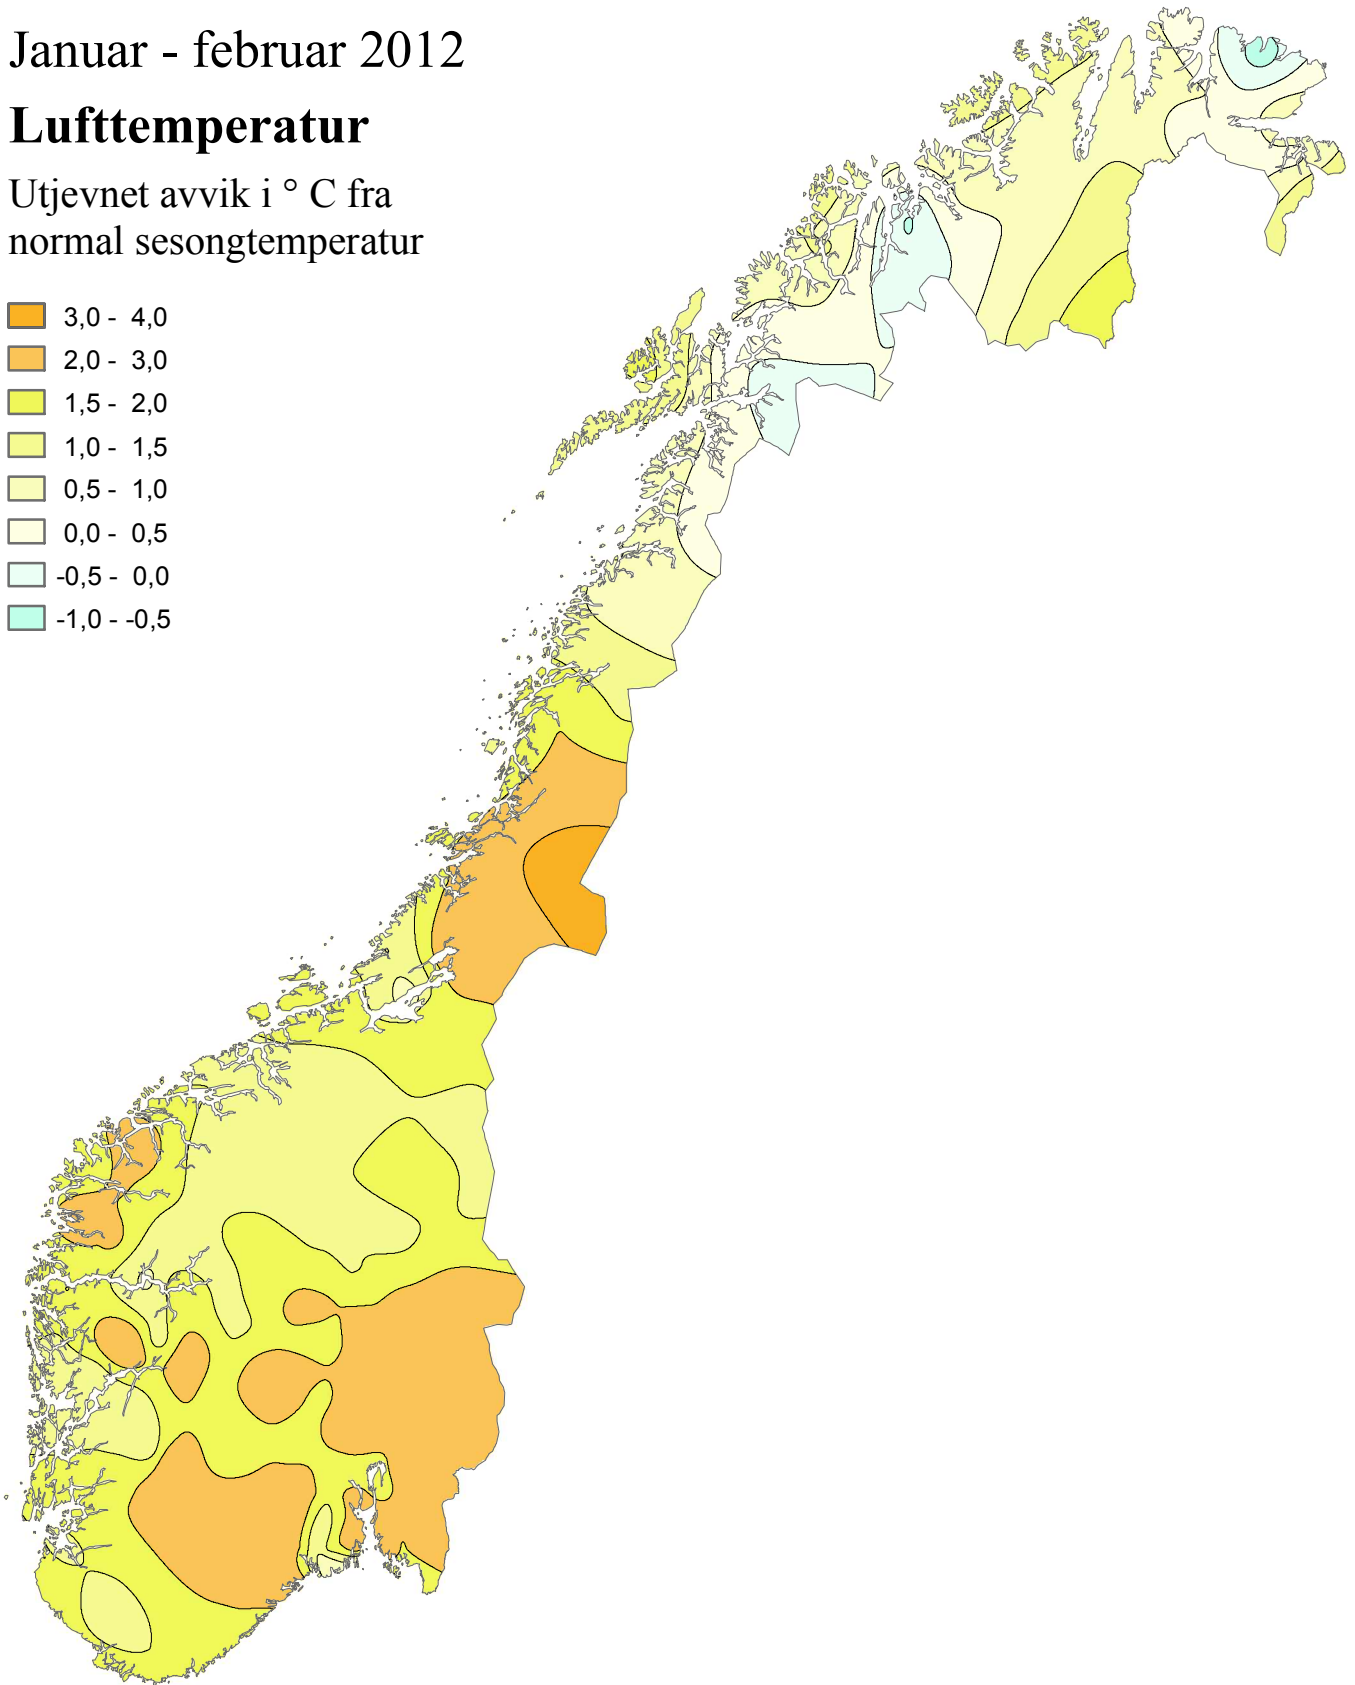 Januar - februar 2012
Lufttemperatur
Utjevnet avvik i ° C fra
normal sesongtemperatur
3,0 - 4,0
2,0 - 3,0
1,5 - 2,0
1,0 - 1,5
0,5 - 1,0
0,0 - 0,5
-0,5 - 0,0
-1,0 - -0,5